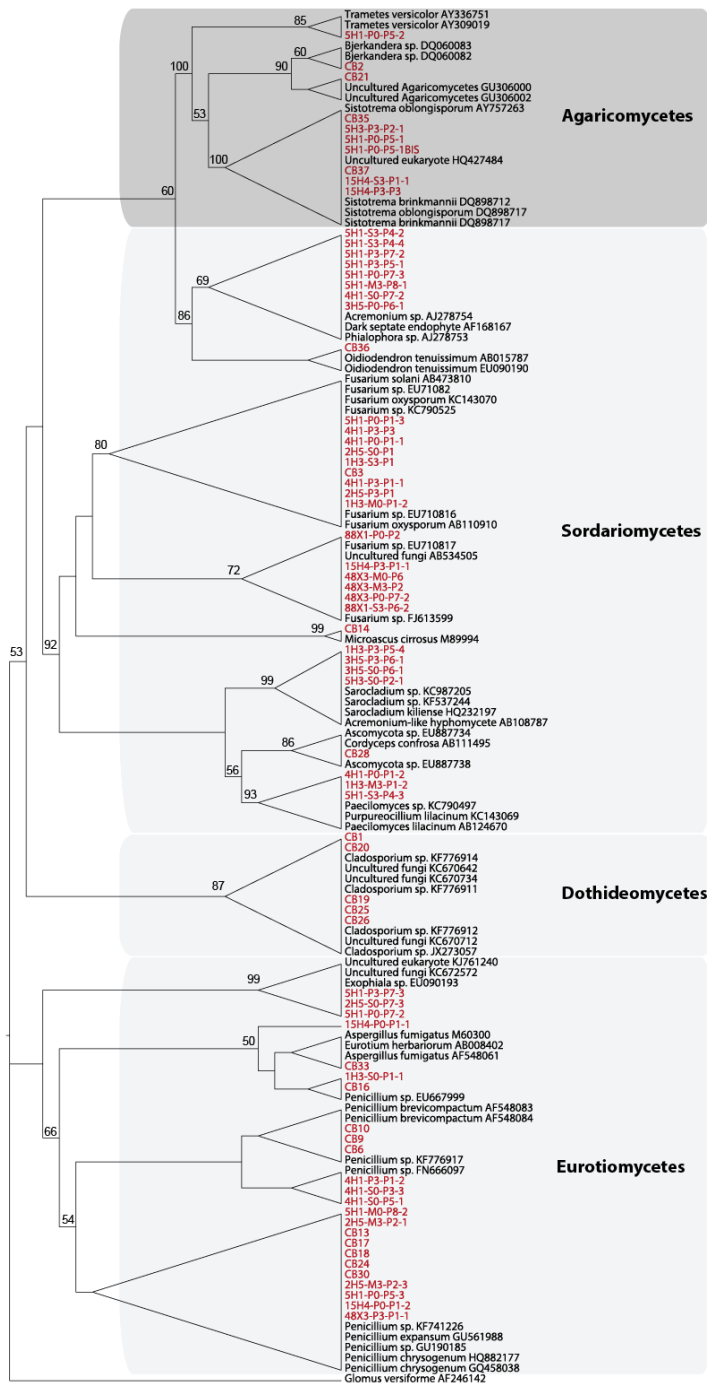 Trametes versicolor AY336751
85
Trametes versicolor AY309019
5H1-P0-P5-2
Bjerkandera sp. DQ060083
60
Bjerkandera sp. DQ060082
100
90
CB2
CB21
Uncultured Agaricomycetes GU306000
Uncultured Agaricomycetes GU306002
Sistotrema oblongisporum AY757263
53
CB35
Agaricomycetes
5H3-P3-P2-1
5H1-P0-P5-1
5H1-P0-P5-1BIS
100
Uncultured eukaryote HQ427484
CB37
15H4-S3-P1-1
60
15H4-P3-P3
Sistotrema brinkmannii DQ898712
Sistotrema oblongisporum DQ898717
Sistotrema brinkmannii DQ898717
5H1-S3-P4-2
5H1-S3-P4-4
5H1-P3-P7-2
5H1-P3-P5-1
69
5H1-P0-P7-3
5H1-M3-P8-1
4H1-S0-P7-2
3H5-P0-P6-1
86
Acremonium sp. AJ278754
Dark septate endophyte AF168167
Phialophora sp. AJ278753
CB36
Oidiodendron tenuissimum AB015787
Oidiodendron tenuissimum EU090190
Fusarium solani AB473810
Fusarium sp. EU71082
Fusarium oxysporum KC143070
Fusarium sp. KC790525
5H1-P0-P1-3
4H1-P3-P3
80
4H1-P0-P1-1
2H5-S0-P1
1H3-S3-P1
CB3
4H1-P3-P1-1
2H5-P3-P1
1H3-M0-P1-2
Fusarium sp. EU710816
Fusarium oxysporum AB110910
Sordariomycetes
88X1-P0-P2
Fusarium sp. EU710817
Uncultured fungi AB534505
72
15H4-P3-P1-1
48X3-M0-P6
48X3-M3-P2
48X3-P0-P7-2
88X1-S3-P6-2
Fusarium sp. FJ613599
99
CB14
Microascus cirrosus M89994
53
92
1H3-P3-P5-4
3H5-P3-P6-1
3H5-S0-P6-1
99
5H3-S0-P2-1
Sarocladium sp. KC987205
Sarocladium sp. KF537244
Sarocladium kiliense HQ232197
Acremonium-like hyphomycete AB108787
Ascomycota sp. EU887734
86
Cordyceps confrosa AB111495
CB28
Ascomycota sp. EU887738
56
4H1-P0-P1-2
1H3-M3-P1-2
93
5H1-S3-P4-3
Paecilomyces sp. KC790497
Purpureocillium lilacinum KC143069
Paecilomyces lilacinum AB124670
CB1
CB20
Cladosporium sp. KF776914
Uncultured fungi KC670642
Uncultured fungi KC670734
87
Cladosporium sp. KF776911
Dothideomycetes
CB19
CB25
CB26
Cladosporium sp. KF776912
Uncultured fungi KC670712
Cladosporium sp. JX273057
Uncultured eukaryote KJ761240
Uncultured fungi KC672572
99
Exophiala sp. EU090193
5H1-P3-P7-3
2H5-S0-P7-3
5H1-P0-P7-2
15H4-P0-P1-1
Aspergillus fumigatus M60300
50
Eurotium herbariorum AB008402
Aspergillus fumigatus AF548061
CB33
1H3-S0-P1-1
CB16
Penicillium sp. EU667999
Penicillium brevicompactum AF548083
Penicillium brevicompactum AF548084
66
CB10
CB9
CB6
Penicillium sp. KF776917
Eurotiomycetes
Penicillium sp. FN666097
4H1-P3-P1-2
4H1-S0-P3-3
4H1-S0-P5-1
5H1-M0-P8-2
54
2H5-M3-P2-1
CB13
CB17
CB18
CB24
CB30
2H5-M3-P2-3
5H1-P0-P5-3
15H4-P0-P1-2
48X3-P3-P1-1
Penicillium sp. KF741226
Penicillium expansum GU561988
Penicillium sp. GU190185
Penicillium chrysogenum HQ882177
Penicillium chrysogenum GQ458038
Glomus versiforme AF246142